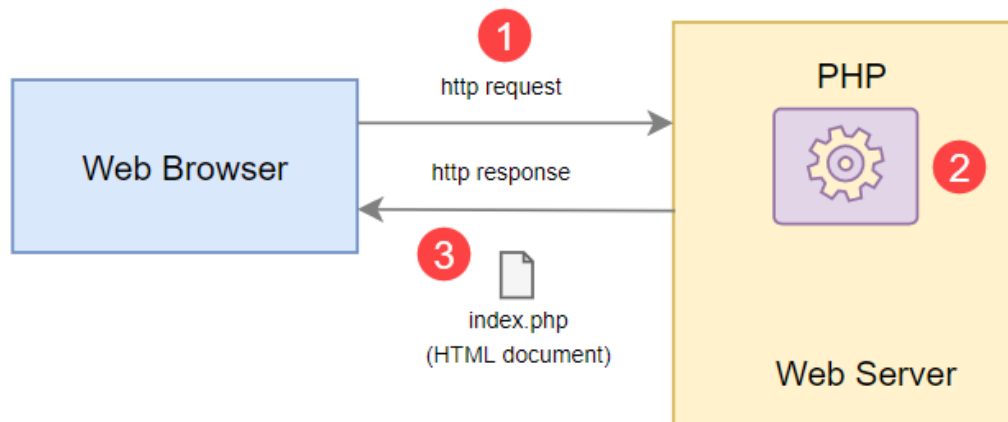 1
http request
PHP
Web Browser
http response
2
3
index.php
(HTML document)
Web Server